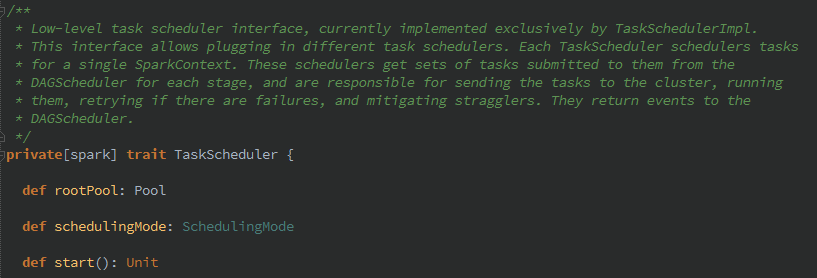 /**
* Low-level task scheduler interface, currently implemented exclusively by TaskSchedulerImpl.
* This interface allows plugging in different task schedulers. Each TaskScheduler schedulers tasks
* for a single SparkContext. These schedulers get sets of tasks submitted to them from the
* DAGScheduler for each stage, and are responsible for sending the tasks to the cluster, running
* them, retrying if there are failures, and mitigating stragglers. They return events to the
* DAGScheduler.
*/
private[spark] trait TaskScheduler {
def rootPool: Pool
def schedulingMode: SchedulingMode
def start(): Unit